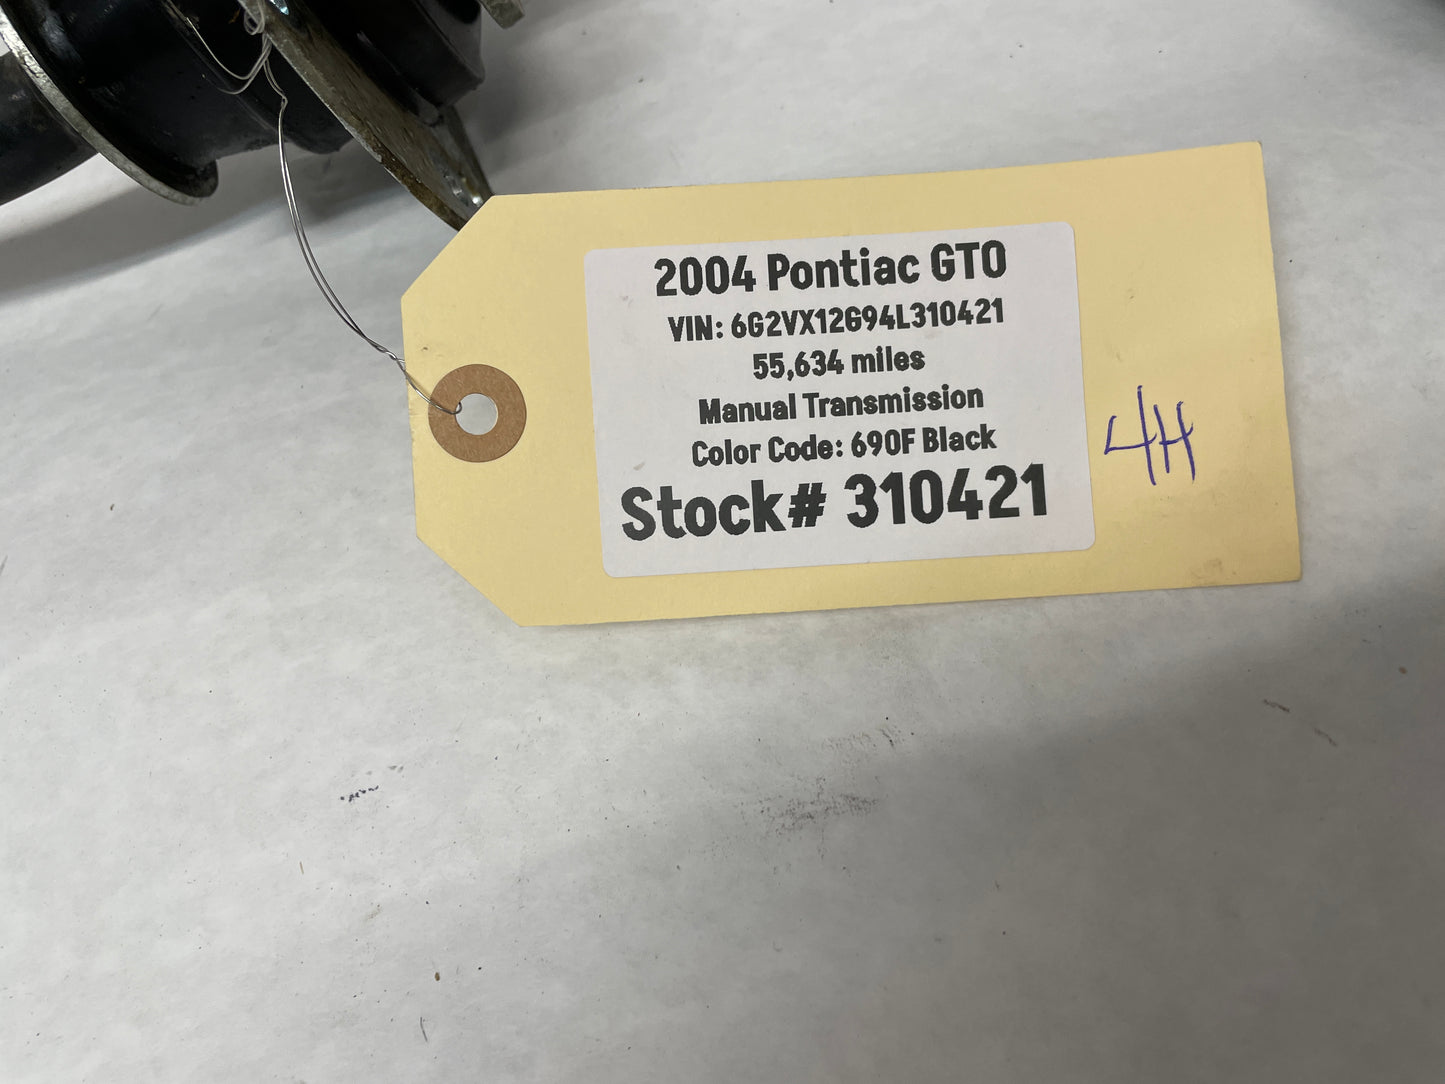 2004 Pontiac GTO
VIN: 6G2VX12G94L310421
55,634 miles
Manual Transmission
Color Code: 690F Black
Stock# 310421
4H